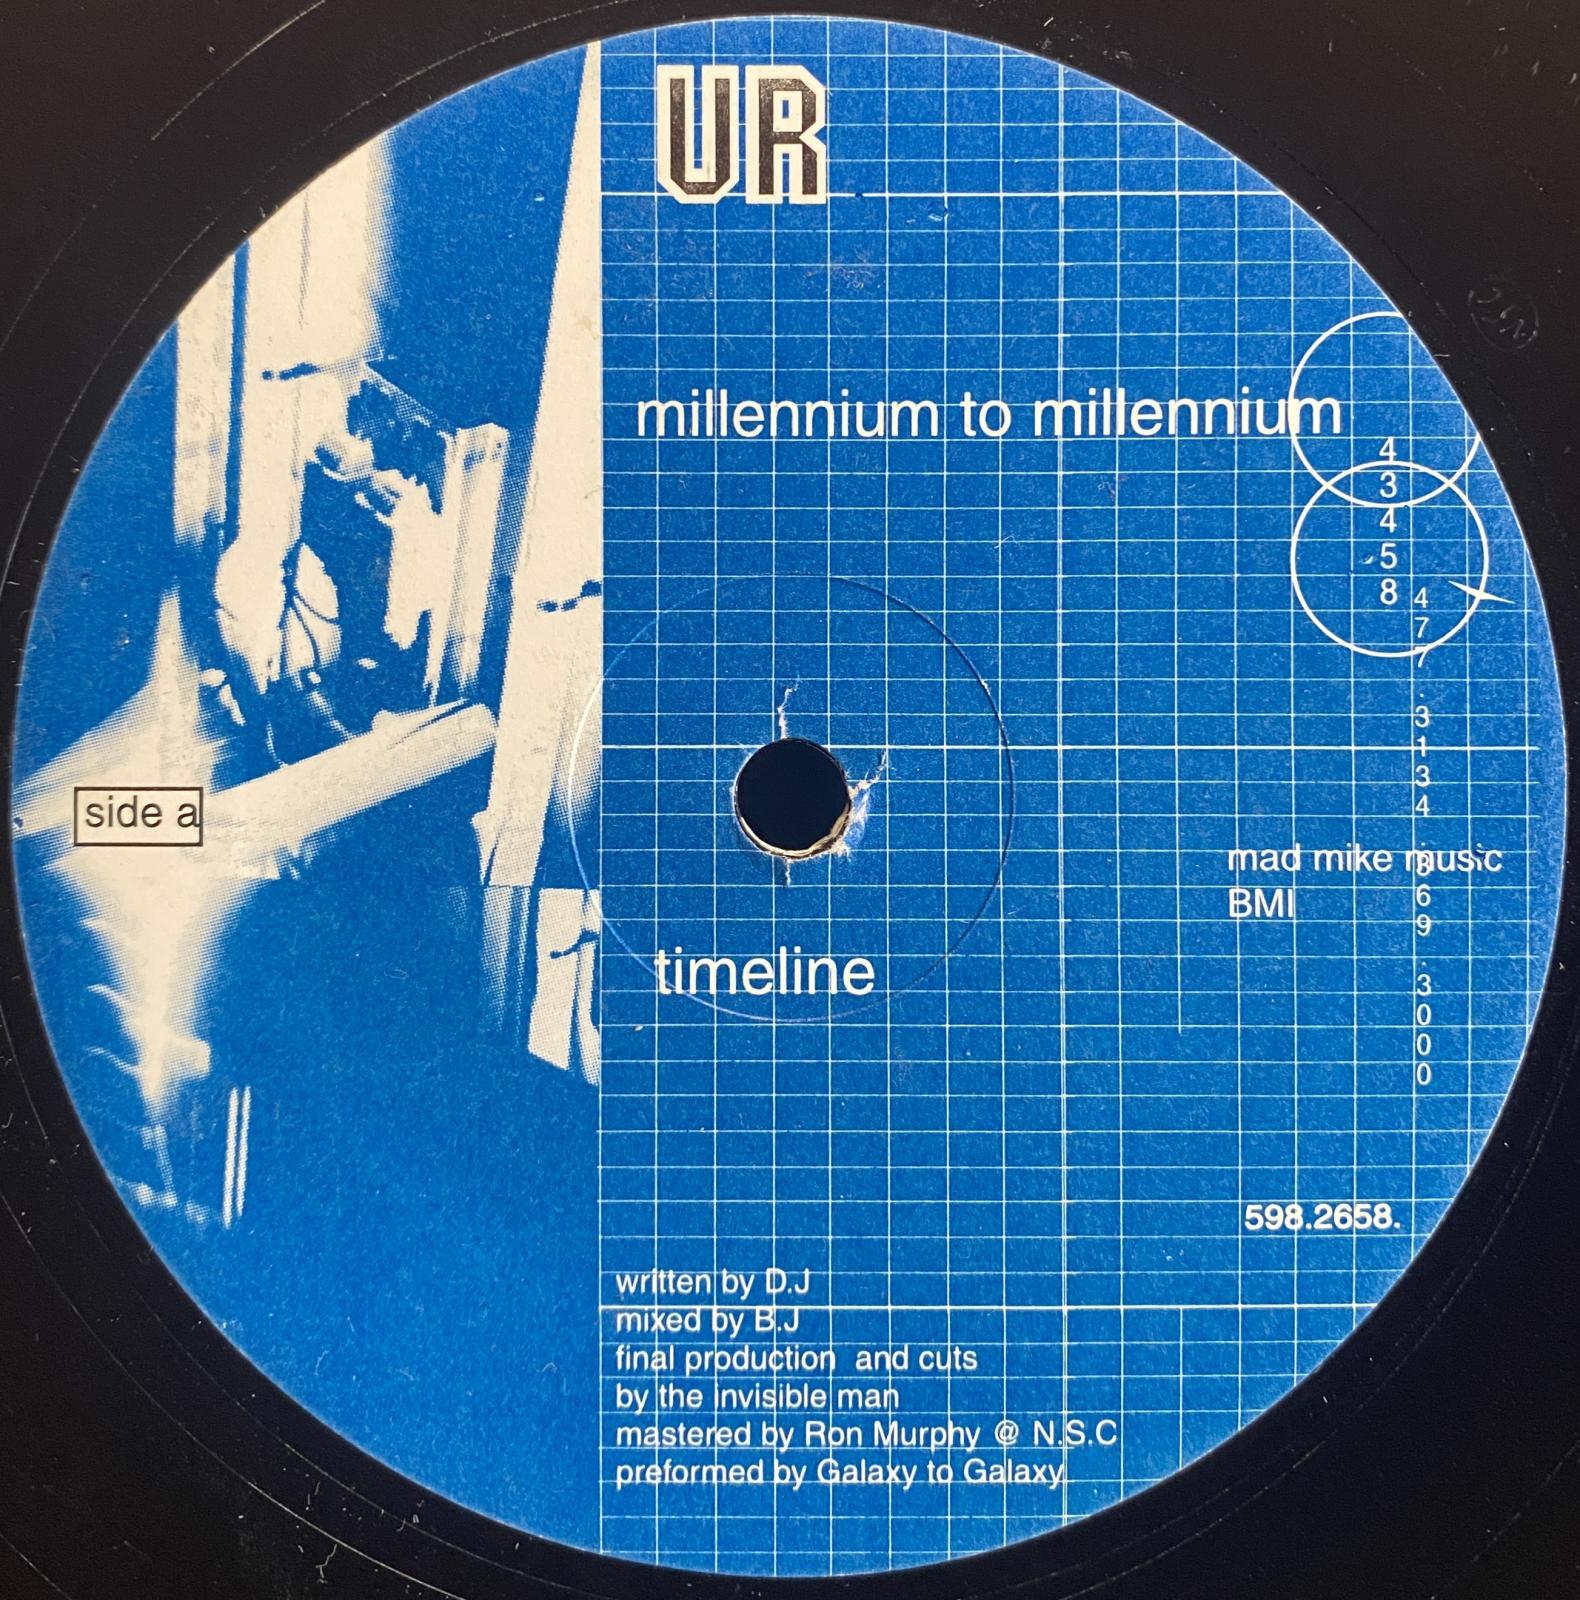 UR
millennium to millennium
4
3
4
5
8
4
7
7
.
3
1
3
4
.
3
6
9
.
3
0
0
0
side a
mad mike music
BMI
timeline
598.2658.
written by D.J
mixed by B.J
final production and cuts
by the invisible man
mastered by Ron Murphy @ N.S.C
preformed by Galaxy to Galaxy